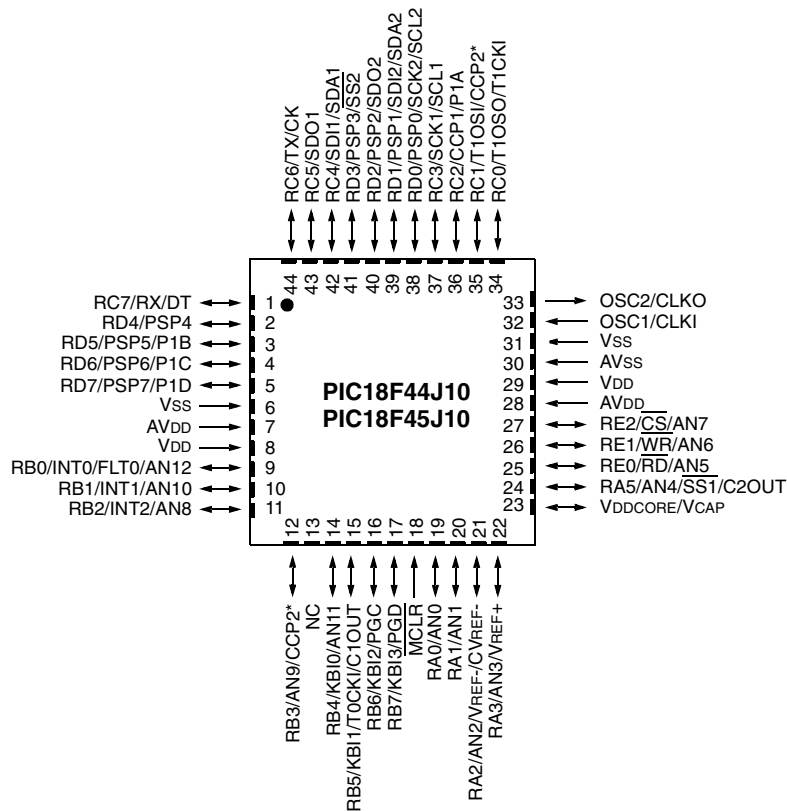 RC6/TX/CK
RC5/SDO1
RC4/SDI1/SDA1
RD3/PSP3/SS2
RD2/PSP2/SDO2
RD1/PSP1/SDI2/SDA2
RD0/PSP0/SCK2/SCL2
RC3/SCK1/SCL1
RC2/CCP1/P1A
RC1/T1OSI/CCP2*
RC0/T1OSO/T1CKI
44
43
42
41
40
39
38
37
36
35
34
RC7/RX/DT 1
RD4/PSP4 2
RD5/PSP5/P1B 3
RD6/PSP6/P1C 4
RD7/PSP7/P1D 5
VSS 6
AVDD 7
VDD 8
RB0/INT0/FLT0/AN12 9
RB1/INT1/AN10 10
RB2/INT2/AN8 11
PIC18F44J10
PIC18F45J10
33 OSC2/CLKO
32 OSC1/CLKI
31 VSS
30 AVSS
29 VDD
28 AVDD
27 RE2/CS/AN7
26 RE1/WR/AN6
25 RE0/RD/AN5
24 RA5/AN4/SS1/C2OUT
23 VDDCORE/VCAP
12
13
14
15
16
17
18
19
20
21
22
RB3/AN9/CCP2*
NC
RB4/KBI0/AN11
RB5/KBI1/T0CKI/C1OUT
RB6/KBI2/PGC
RB7/KBI3/PGD
MCLR
RA0/AN0
RA1/AN1
RA2/AN2/VREF-/CVREF-
RA3/AN3/VREF+